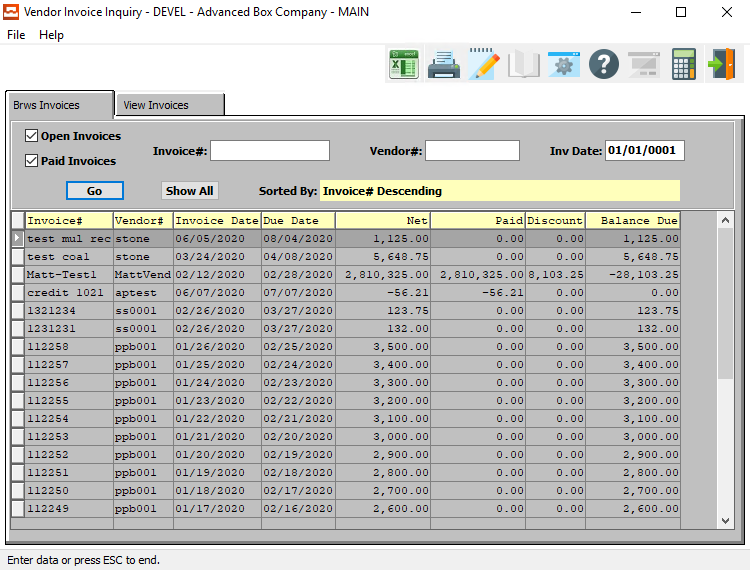 Vendor Invoice Inquiry - DEVEL - Advanced Box Company - MAIN
File Help
Brws Invoices View Invoices
Open Invoices
Paid Invoices
Invoice#: Vendor#: Inv Date: 01/01/0001
Go Show All Sorted By: Invoice# Descending
Invoice# Vendor# Invoice Date Due Date Net Paid Discount Balance Due
test mul rec stone 06/05/2020 08/04/2020 1,125.00 0.00 0.00 1,125.00
test coal stone 03/24/2020 04/08/2020 5,648.75 0.00 0.00 5,648.75
Matt-Test1 MattVend 02/12/2020 02/28/2020 2,810,325.00 2,810,325.00 8,103.25 -28,103.25
credit 1021 aptest 06/07/2020 07/07/2020 -56.21 -56.21 0.00 0.00
1321234 ss0001 02/26/2020 03/27/2020 123.75 0.00 0.00 123.75
1231231 ss0001 02/26/2020 03/27/2020 132.00 0.00 0.00 132.00
112258 ppb001 01/26/2020 02/25/2020 3,500.00 0.00 0.00 3,500.00
112257 ppb001 01/25/2020 02/24/2020 3,400.00 0.00 0.00 3,400.00
112256 ppb001 01/24/2020 02/23/2020 3,300.00 0.00 0.00 3,300.00
112255 ppb001 01/23/2020 02/22/2020 3,200.00 0.00 0.00 3,200.00
112254 ppb001 01/22/2020 02/21/2020 3,100.00 0.00 0.00 3,100.00
112253 ppb001 01/21/2020 02/20/2020 3,000.00 0.00 0.00 3,000.00
112252 ppb001 01/20/2020 02/19/2020 2,900.00 0.00 0.00 2,900.00
112251 ppb001 01/19/2020 02/18/2020 2,800.00 0.00 0.00 2,800.00
112250 ppb001 01/18/2020 02/17/2020 2,700.00 0.00 0.00 2,700.00
112249 ppb001 01/17/2020 02/16/2020 2,600.00 0.00 0.00 2,600.00
Enter data or press ESC to end.